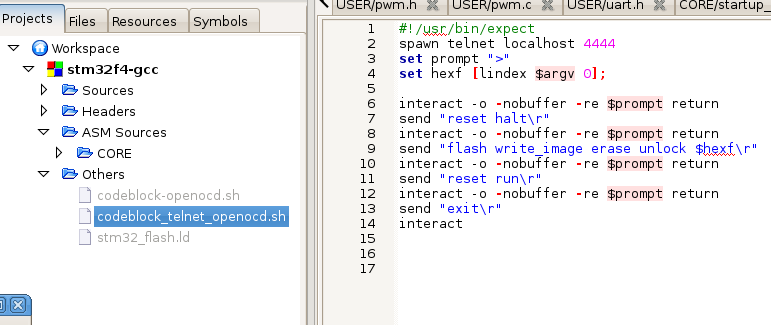 Projects Files Resources Symbols
Workspace
stm32f4-gcc
Sources
Headers
ASM Sources
CORE
Others
codeblock-openocd.sh
codeblock_telnet_openocd.sh
stm32_flash.ld
USER/pwm.h USER/pwm.c USER/uart.h CORE/startup_
1 #!/usr/bin/expect
2 spawn telnet localhost 4444
3 set prompt ">"
4 set hexf [lindex $argv 0];
5
6 interact -o -nobuffer -re $prompt return
7 send "reset halt\r"
8 interact -o -nobuffer -re $prompt return
9 send "flash write_image erase unlock $hexf\r"
10 interact -o -nobuffer -re $prompt return
11 send "reset run\r"
12 interact -o -nobuffer -re $prompt return
13 send "exit\r"
14 interact
15
16
17